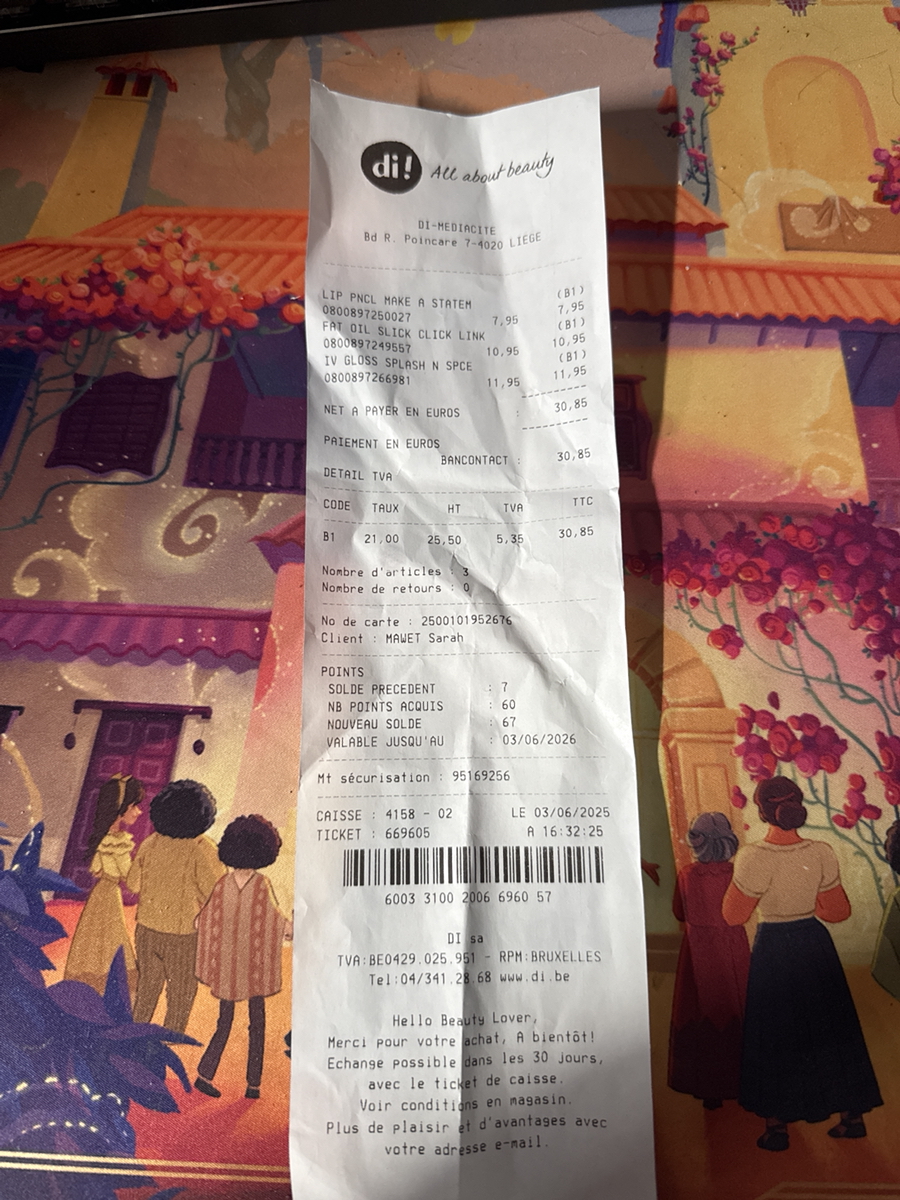 di! All about beauty
DI-MEDIACITE
Bd R. Poincare 7-4020 LIEGE
LIP PNCL MAKE A STATEM (B1)
0800897250027 7,95 7,95
FAT OIL SLICK CLICK LINK (B1)
0800897249557 10,95 10,95
IV GLOSS SPLASH N SPCE (B1)
0800897266981 11,95 11,95
NET A PAYER EN EUROS : 30,85
PAIEMENT EN EUROS
BANCONTACT : 30,85
DETAIL TVA
CODE TAUX HT TVA TTC
B1 21,00 25,50 5,35 30,85
Nombre d'articles : 3
Nombre de retours : 0
No de carte : 2500101952676
Client : MAWET Sarah
POINTS
SOLDE PRECEDENT : 7
NB POINTS ACQUIS : 60
NOUVEAU SOLDE : 67
VALABLE JUSQU'AU : 03/06/2026
Mt sécurisation : 95169256
CAISSE : 4158 - 02 LE 03/06/2025
TICKET : 669605 A 16:32:25
6003 3100 2006 6960 57
DI sa
TVA:BE0429.025.951 - RPM:BRUXELLES
Tel:04/341.28.68 www.di.be
Hello Beauty Lover,
Merci pour votre achat, A bientôt!
Echange possible dans les 30 jours,
avec le ticket de caisse.
Voir conditions en magasin.
Plus de plaisir et d'avantages avec
votre adresse e-mail.